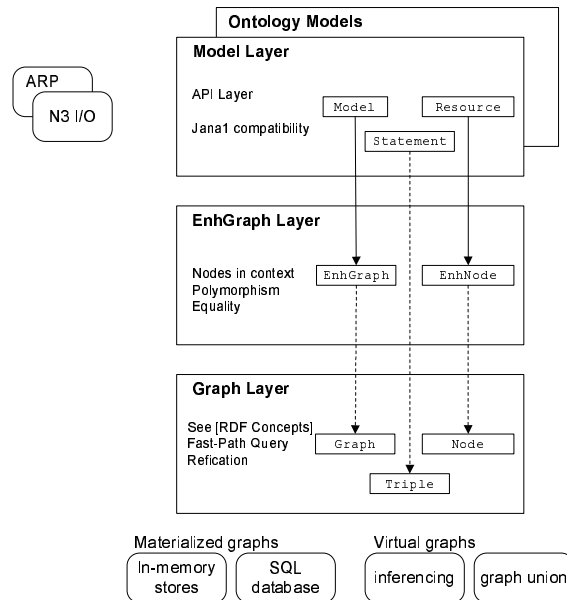 Ontology Models
Model Layer
ARP
N3 I/O
API Layer
Model
Resource
Jana1 compatibility
Statement
EnhGraph Layer
Nodes in context
Polymorphism
Equality
EnhGraph
EnhNode
Graph Layer
See [RDF Concepts]
Fast-Path Query
Refication
Graph
Node
Triple
Materialized graphs
Virtual graphs
In-memory
stores
SQL
database
inferencing
graph union